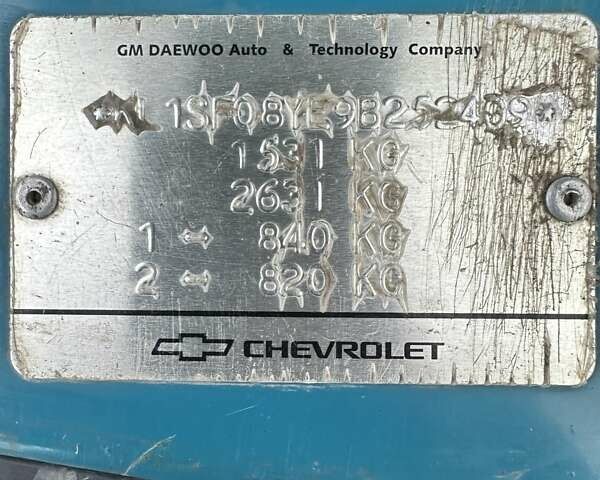 GM DAEWOO Auto & Technology Company
1531 KG
2631 KG
1 - 840 KG
2 - 820 KG
CHEVROLET